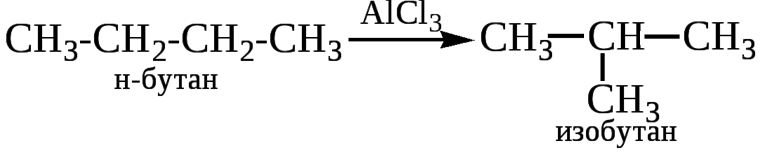 AlCl₃
CH₃-CH₂-CH₂-CH₃ CH₃—CH—CH₃
н-бутан CH₃
изобутан